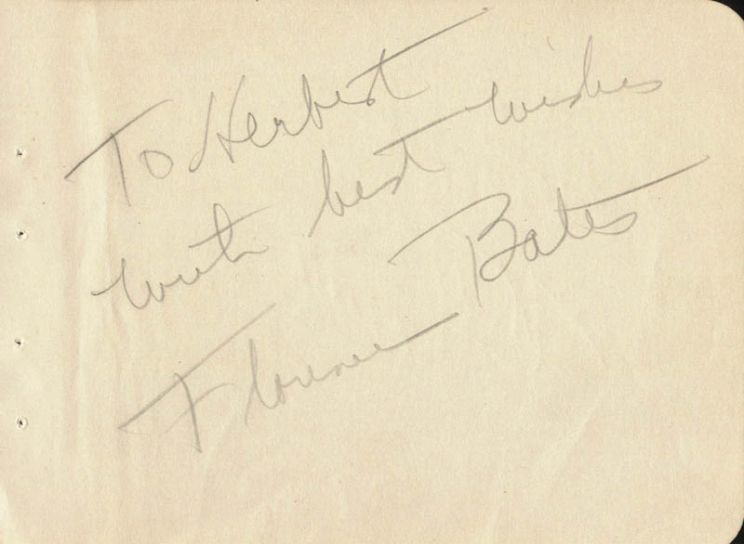 To Herbert
with best wishes
Florence Bates